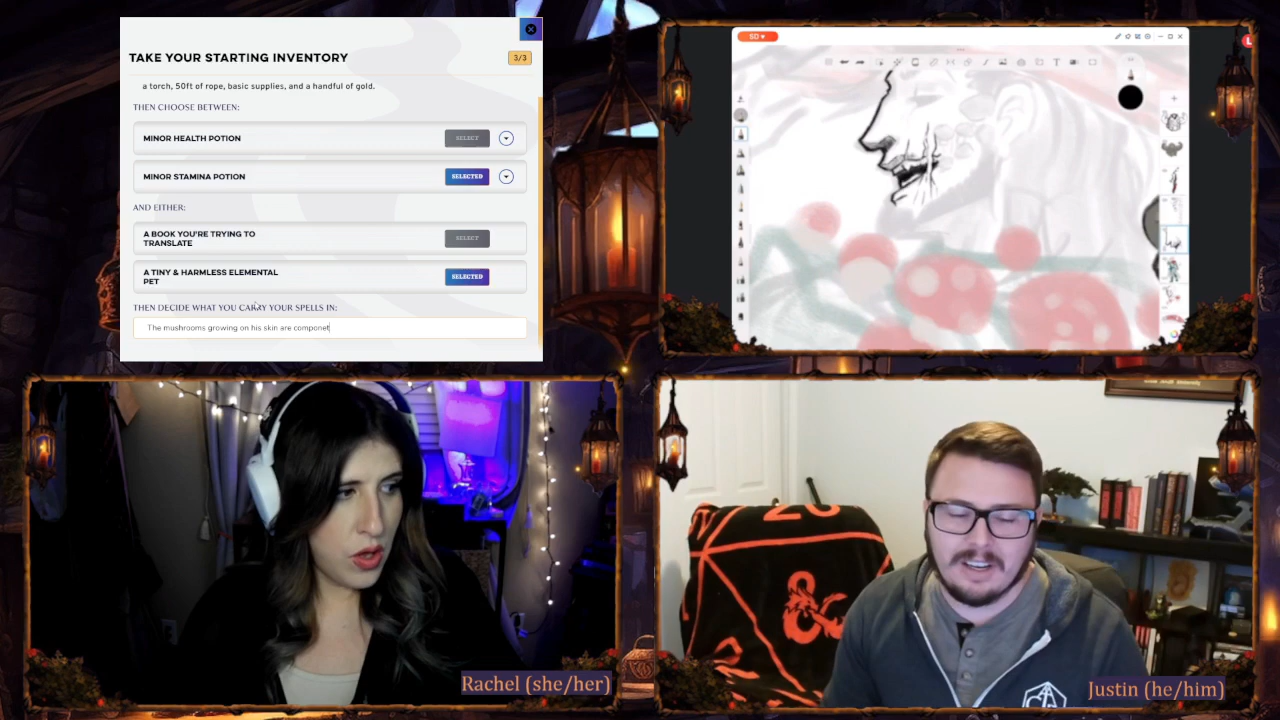 TAKE YOUR STARTING INVENTORY
3/3
a torch, 50ft of rope, basic supplies, and a handful of gold.
THEN CHOOSE BETWEEN:
MINOR HEALTH POTION
SELECT
MINOR STAMINA POTION
SELECTED
AND EITHER:
A BOOK YOU'RE TRYING TO
TRANSLATE
SELECT
A TINY & HARMLESS ELEMENTAL
PET
SELECTED
THEN DECIDE WHAT YOU CARRY YOUR SPELLS IN:
The mushrooms growing on his skin are componet
SD
L
Rachel (she/her)
20
Justin (he/him)